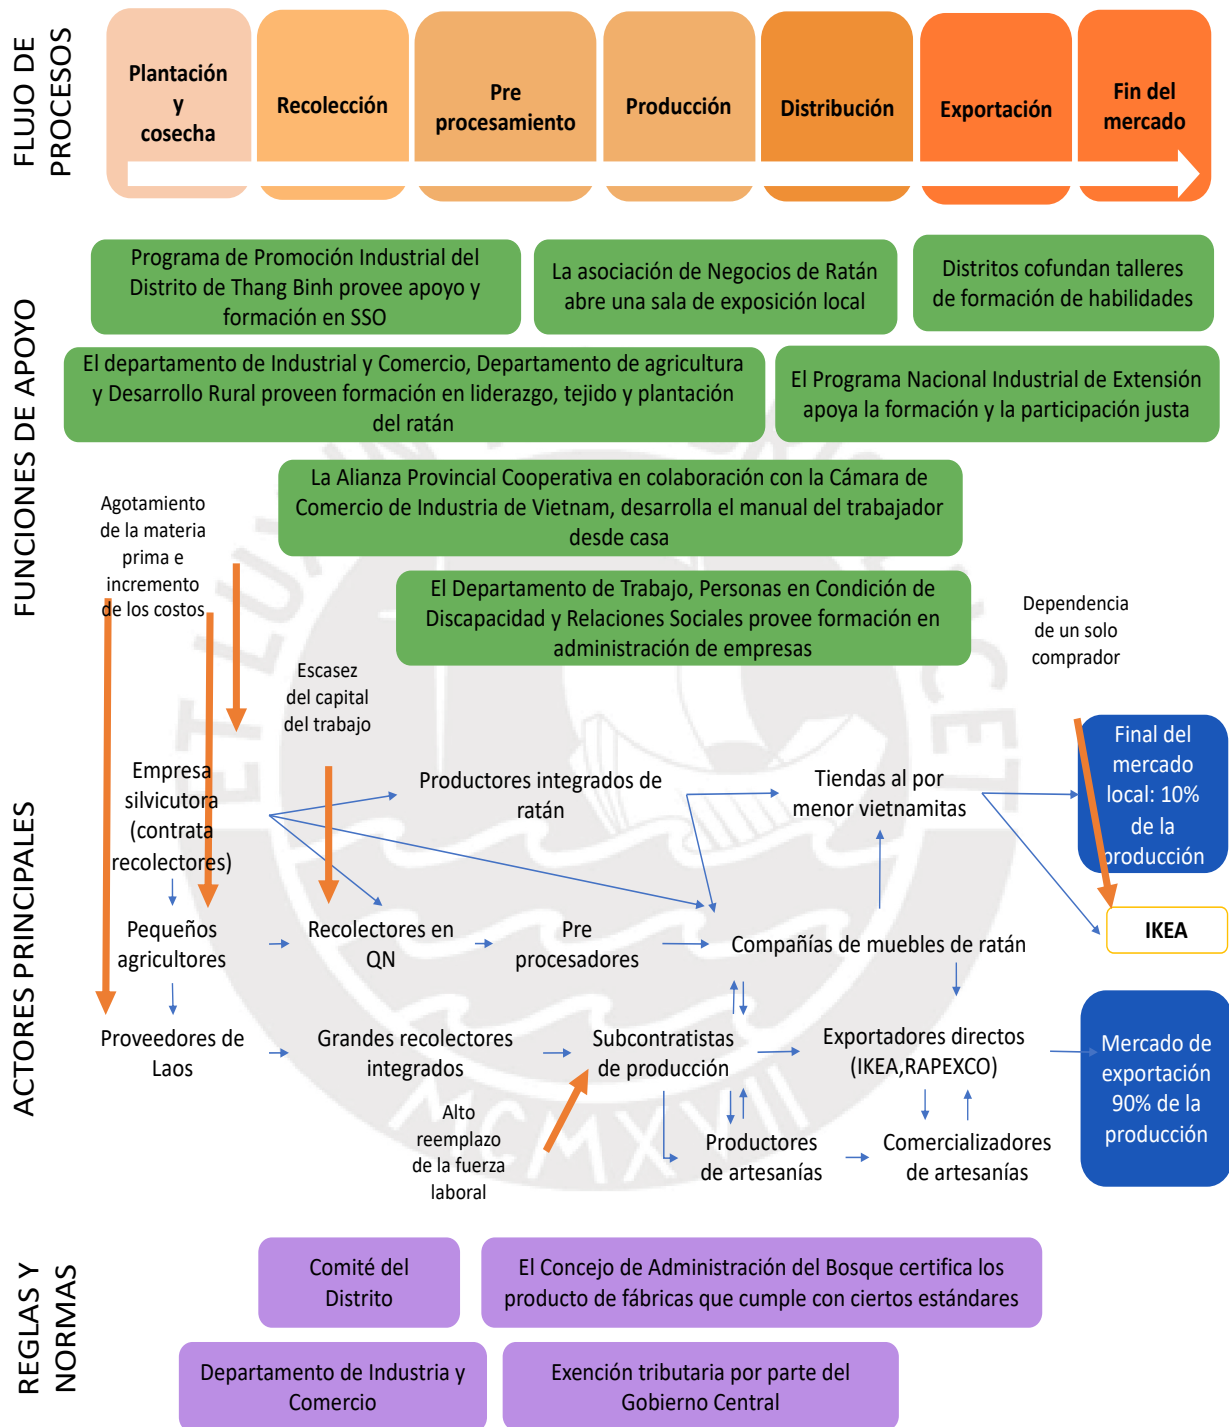 FLUJO DE
PROCESOS
Plantación
y
cosecha
Recolección
Pre
procesamiento
Producción
Distribución
Exportación
Fin del
mercado
FUNCIONES DE APOYO
Programa de Promoción Industrial del
Distrito de Thang Binh provee apoyo y
formación en SSO
La asociación de Negocios de Ratán
abre una sala de exposición local
Distritos cofundan talleres
de formación de habilidades
El departamento de Industrial y Comercio, Departamento de agricultura
y Desarrollo Rural proveen formación en liderazgo, tejido y plantación
del ratán
El Programa Nacional Industrial de Extensión
apoya la formación y la participación justa
La Alianza Provincial Cooperativa en colaboración con la Cámara de
Comercio de Industria de Vietnam, desarrolla el manual del trabajador
desde casa
Agotamiento
de la materia
prima e
incremento
de los costos
El Departamento de Trabajo, Personas en Condición de
Discapacidad y Relaciones Sociales provee formación en
administración de empresas
Dependencia
de un solo
comprador
Escasez
del capital
del trabajo
ACTORES PRINCIPALES
Empresa
silvicutora
(contrata
recolectores)
Productores integrados de
ratán
Tiendas al por
menor vietnamitas
Final del
mercado
local: 10%
de la
producción
Pequeños
agricultores
Recolectores en
QN
Pre
procesadores
Compañías de muebles de ratán
IKEA
Proveedores de
Laos
Grandes recolectores
integrados
Subcontratistas
de producción
Exportadores directos
(IKEA,RAPEXCO)
Mercado de
exportación
90% de la
producción
Alto
reemplazo
de la fuerza
laboral
Productores
de artesanías
Comercializadores
de artesanías
REGLAS Y
NORMAS
Comité del
Distrito
El Concejo de Administración del Bosque certifica los
producto de fábricas que cumple con ciertos estándares
Departamento de Industria y
Comercio
Exención tributaria por parte del
Gobierno Central
MCMXVII